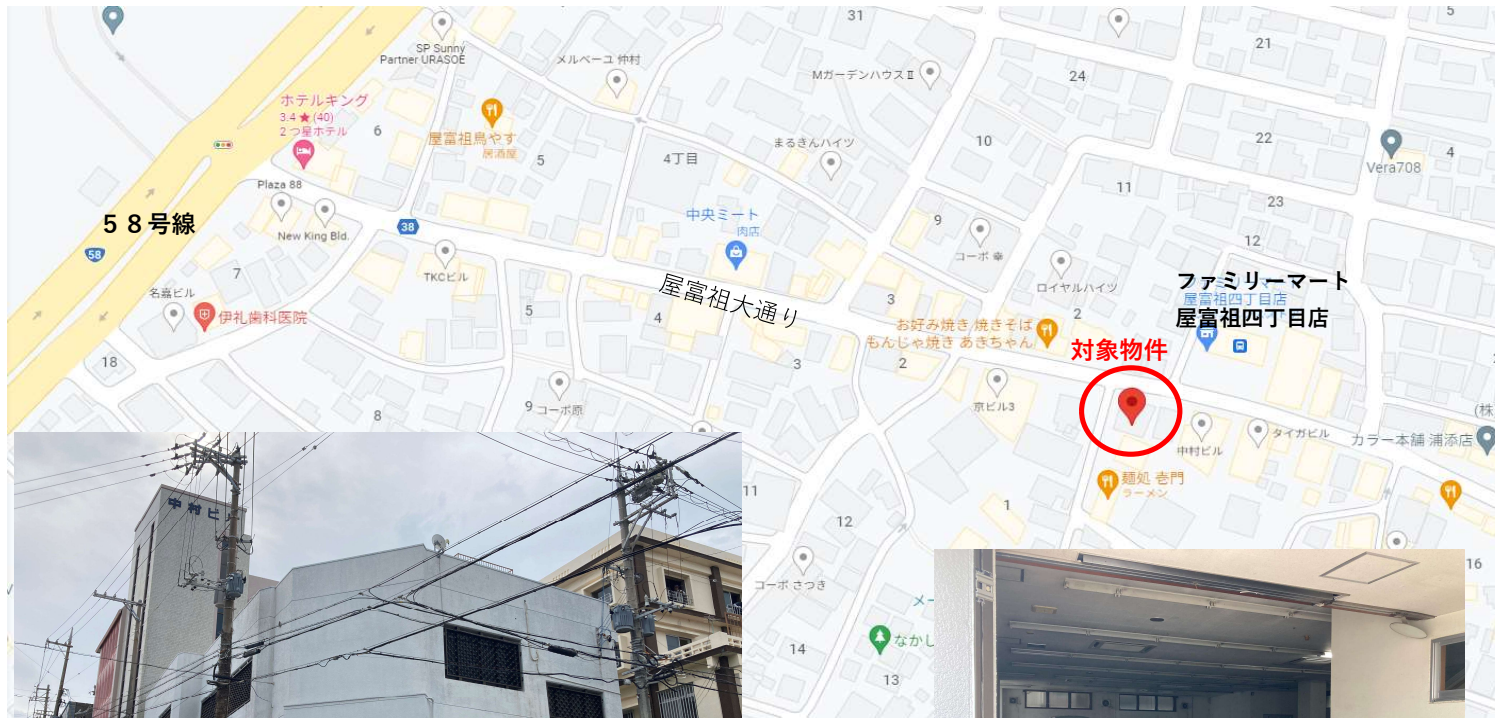 31
5
SP Sunny
Partner URASOE
メルベーユ 仲村
Mガーデンハウス II
24
21
ホテルキング
3.4 ★ (40)
2 つ星ホテル
6
屋富祖鳥やす
居酒屋
5
4丁目
まるきんハイツ
10
22
Vera708
4
Plaza 88
11
23
５８号線
New King Bld.
38
中央ミート
肉店
9
コーポ 幸
12
58
7
TKCビル
屋富祖大通り
ロイヤルハイツ
ファミリーマート
屋富祖四丁目店
屋富祖四丁目店
名嘉ビル
伊礼歯科医院
5
4
3
2
お好み焼き 焼きそば
もんじゃ焼き あきちゃん
対象物件
18
3
2
京ビル3
8
9
コーポ原
中村ビル
タイガビル
(株
カラー本舗 浦添店
麺処 壱門
ラーメン
11
12
1
中村ビ
コーポ さつき
16
メー
なかし
14
13